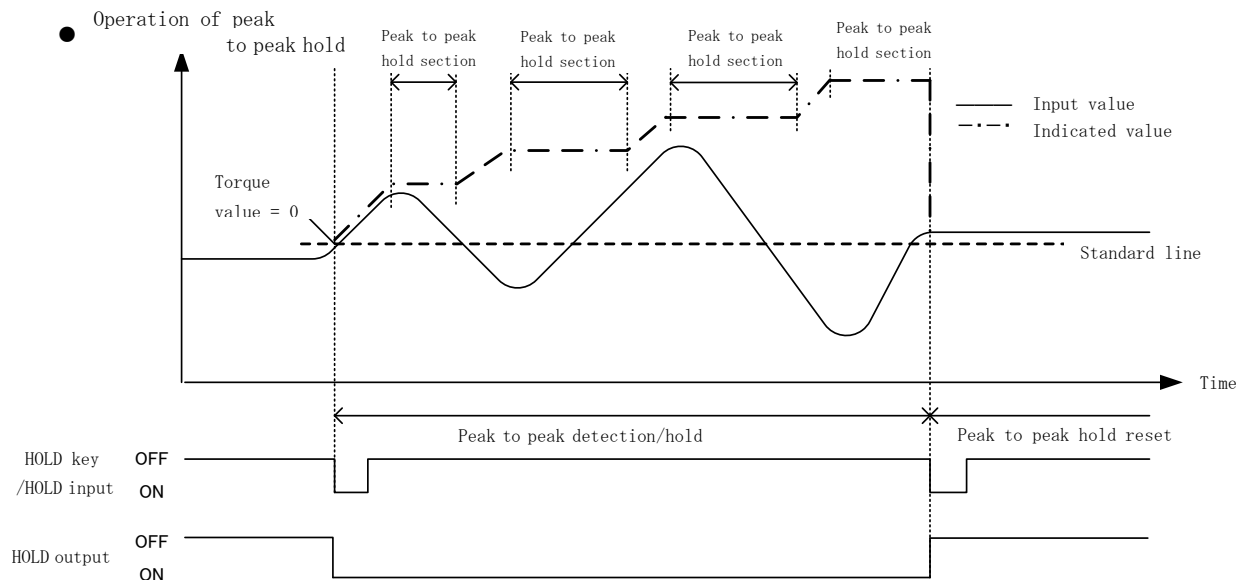 ● Operation of peak
to peak hold
Peak to peak
hold section
Peak to peak
hold section
Peak to peak
hold section
Peak to peak
hold section
Input value
Indicated value
Torque
value = 0
Standard line
Time
Peak to peak detection/hold
Peak to peak hold reset
HOLD key
/HOLD input
OFF
ON
HOLD output
OFF
ON